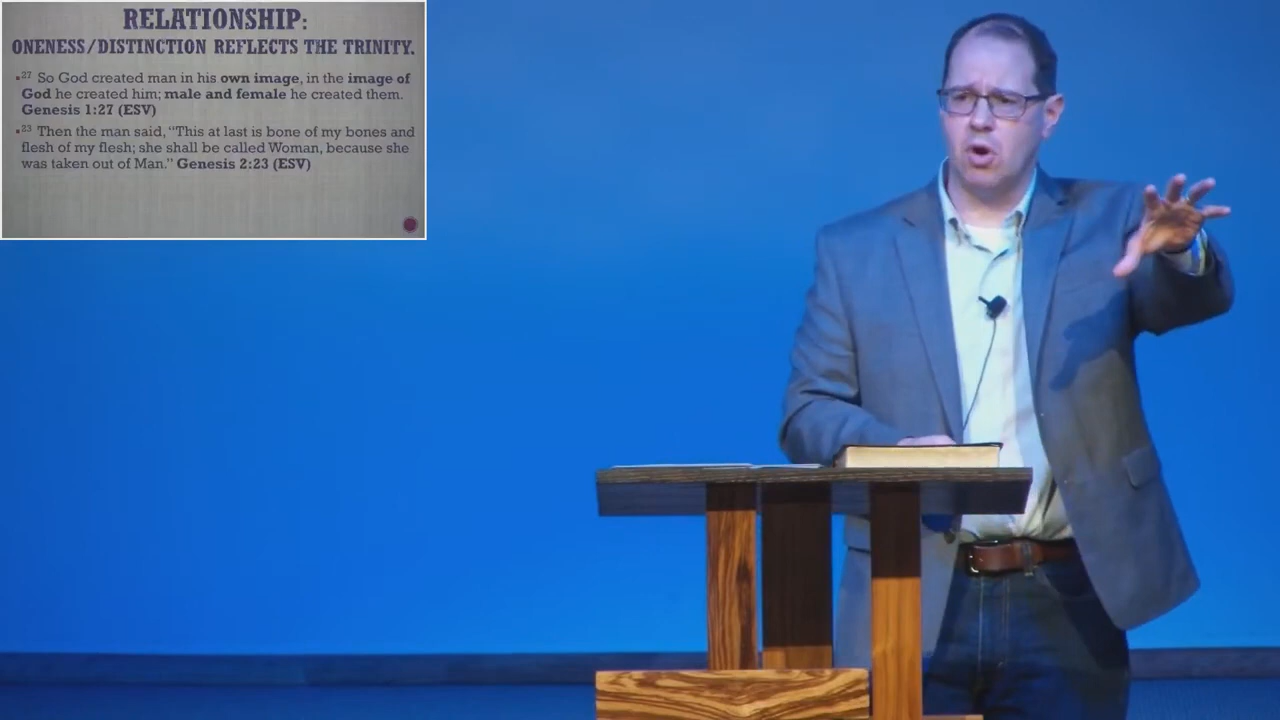 RELATIONSHIP:
ONENESS/DISTINCTION REFLECTS THE TRINITY.
▪27 So God created man in his own image, in the image of
God he created him; male and female he created them.
Genesis 1:27 (ESV)
▪23 Then the man said, “This at last is bone of my bones and
flesh of my flesh; she shall be called Woman, because she
was taken out of Man.” Genesis 2:23 (ESV)